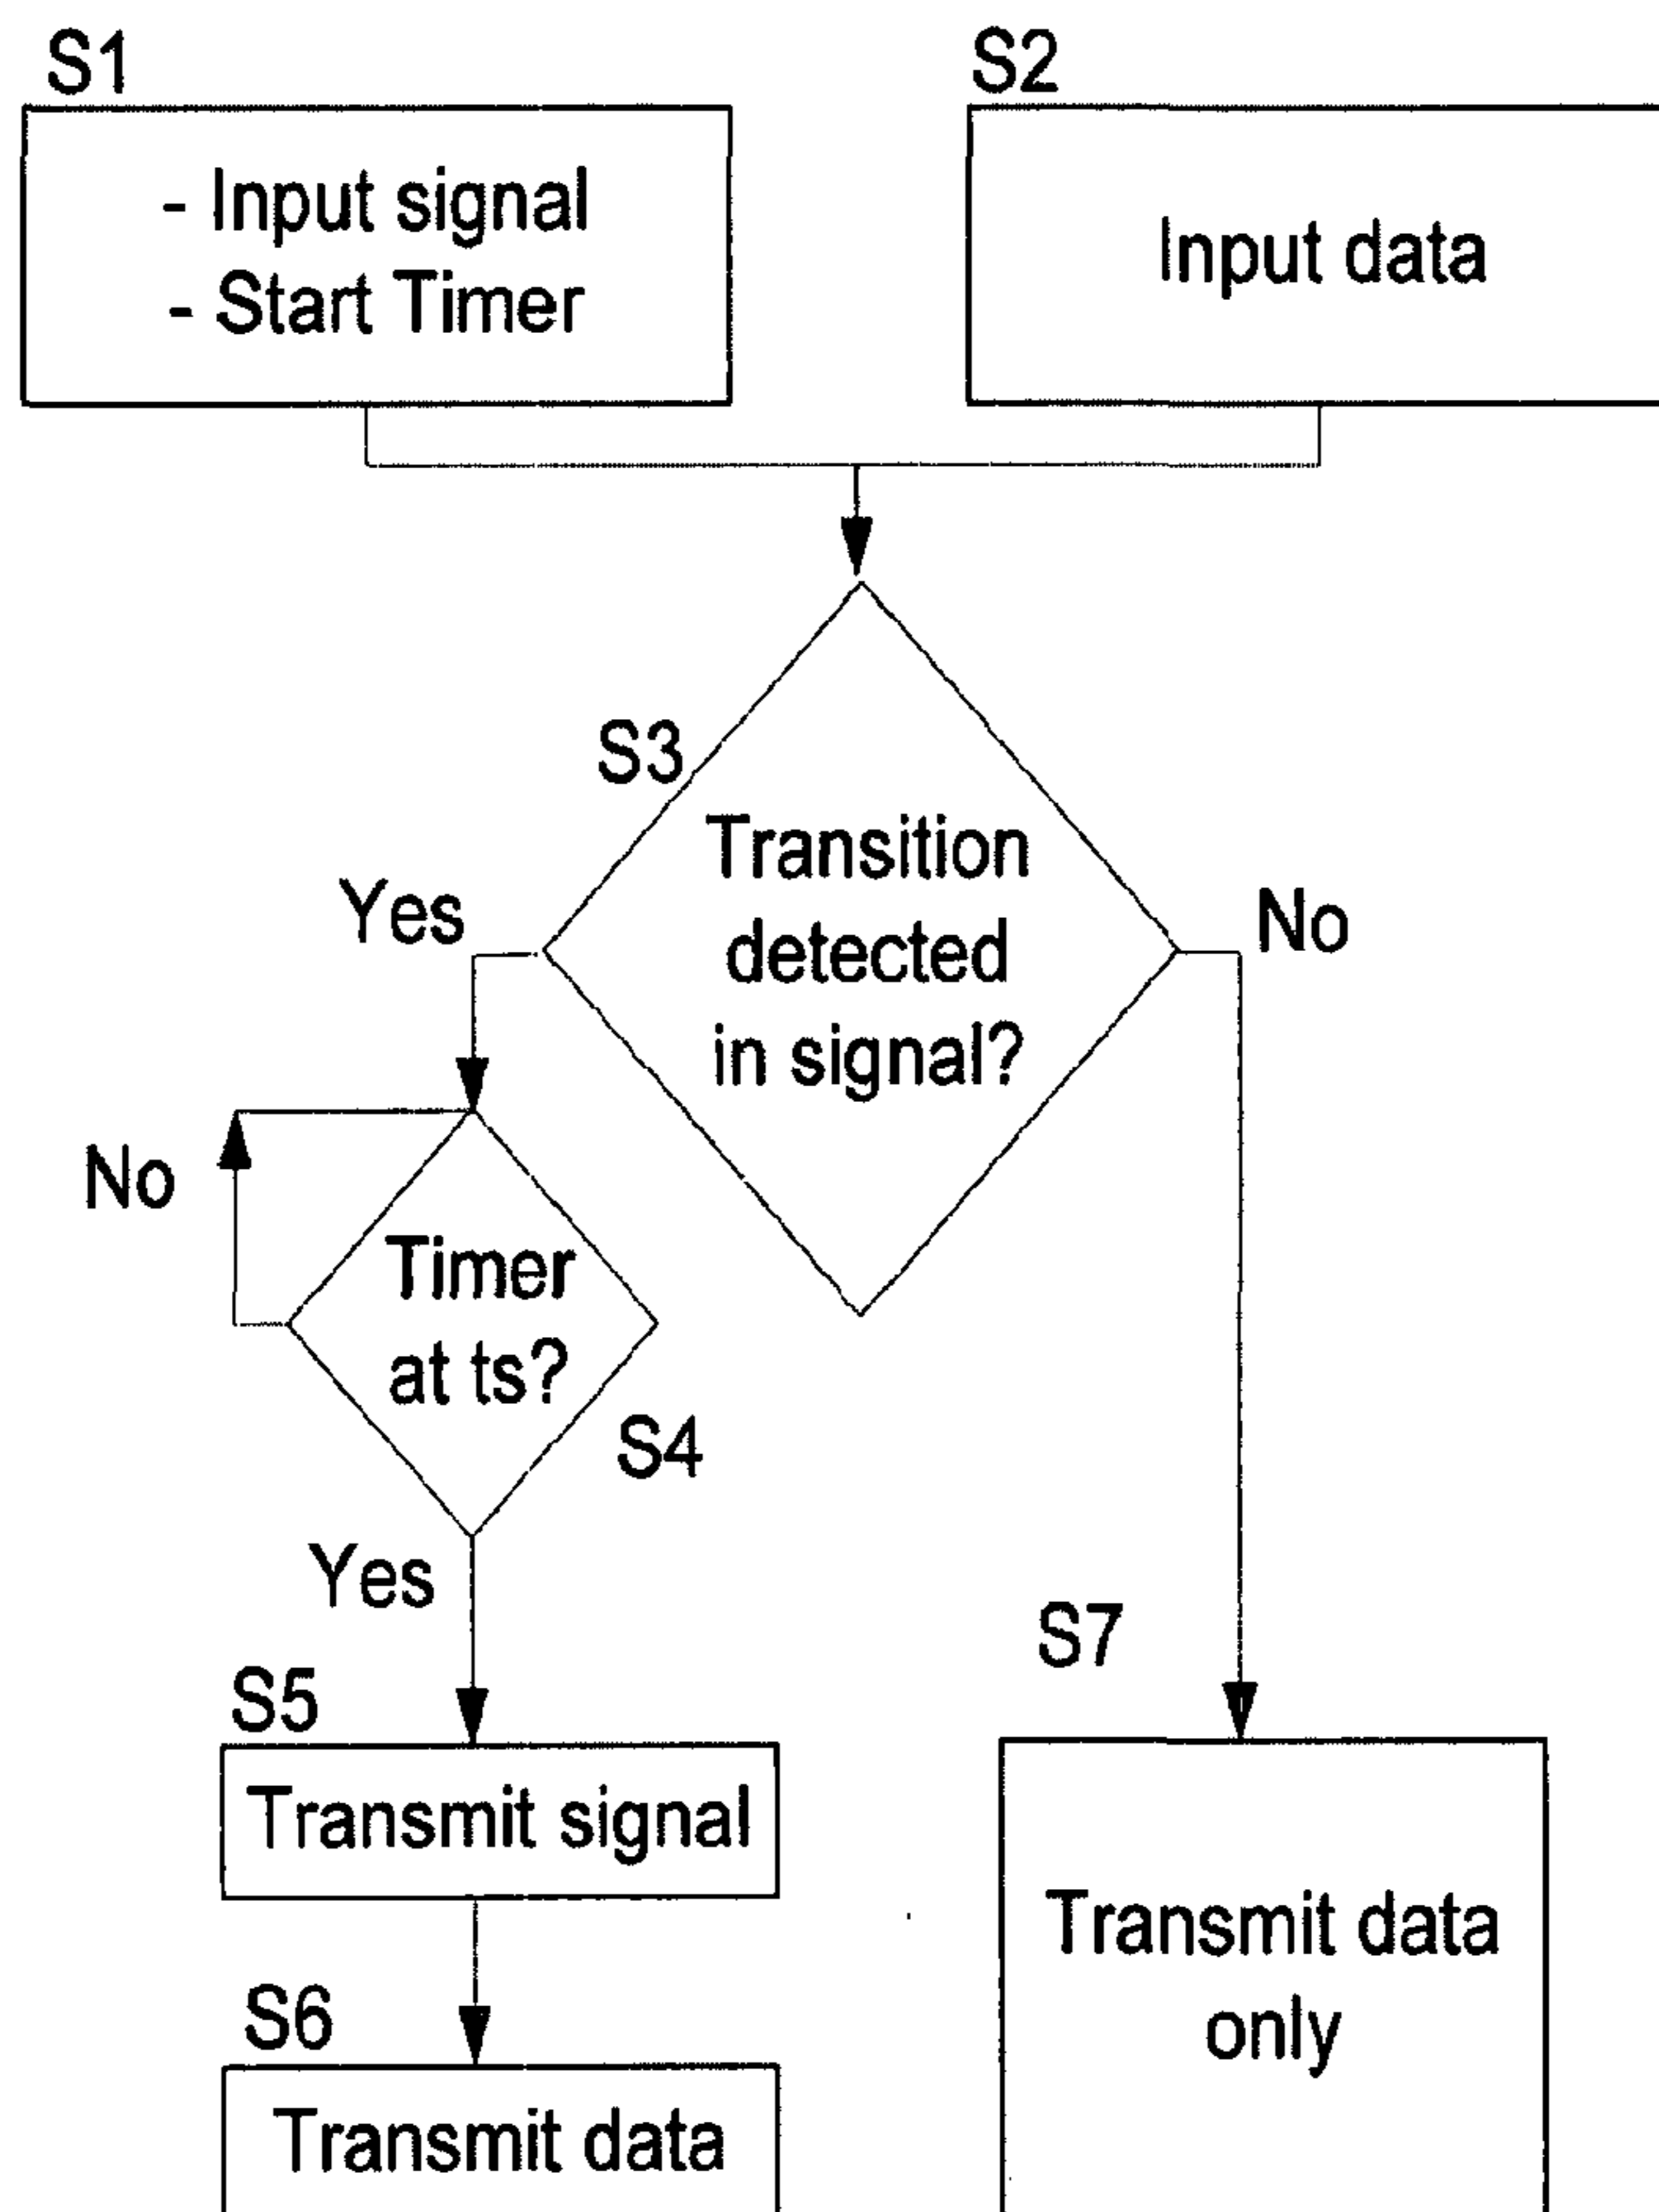 S1
- Input signal
- Start Timer
S2
Input data
S3
Transition
detected
in signal?
Yes
No
No
Timer
at ts?
S4
Yes
S5
Transmit signal
S6
Transmit data
S7
Transmit data
only